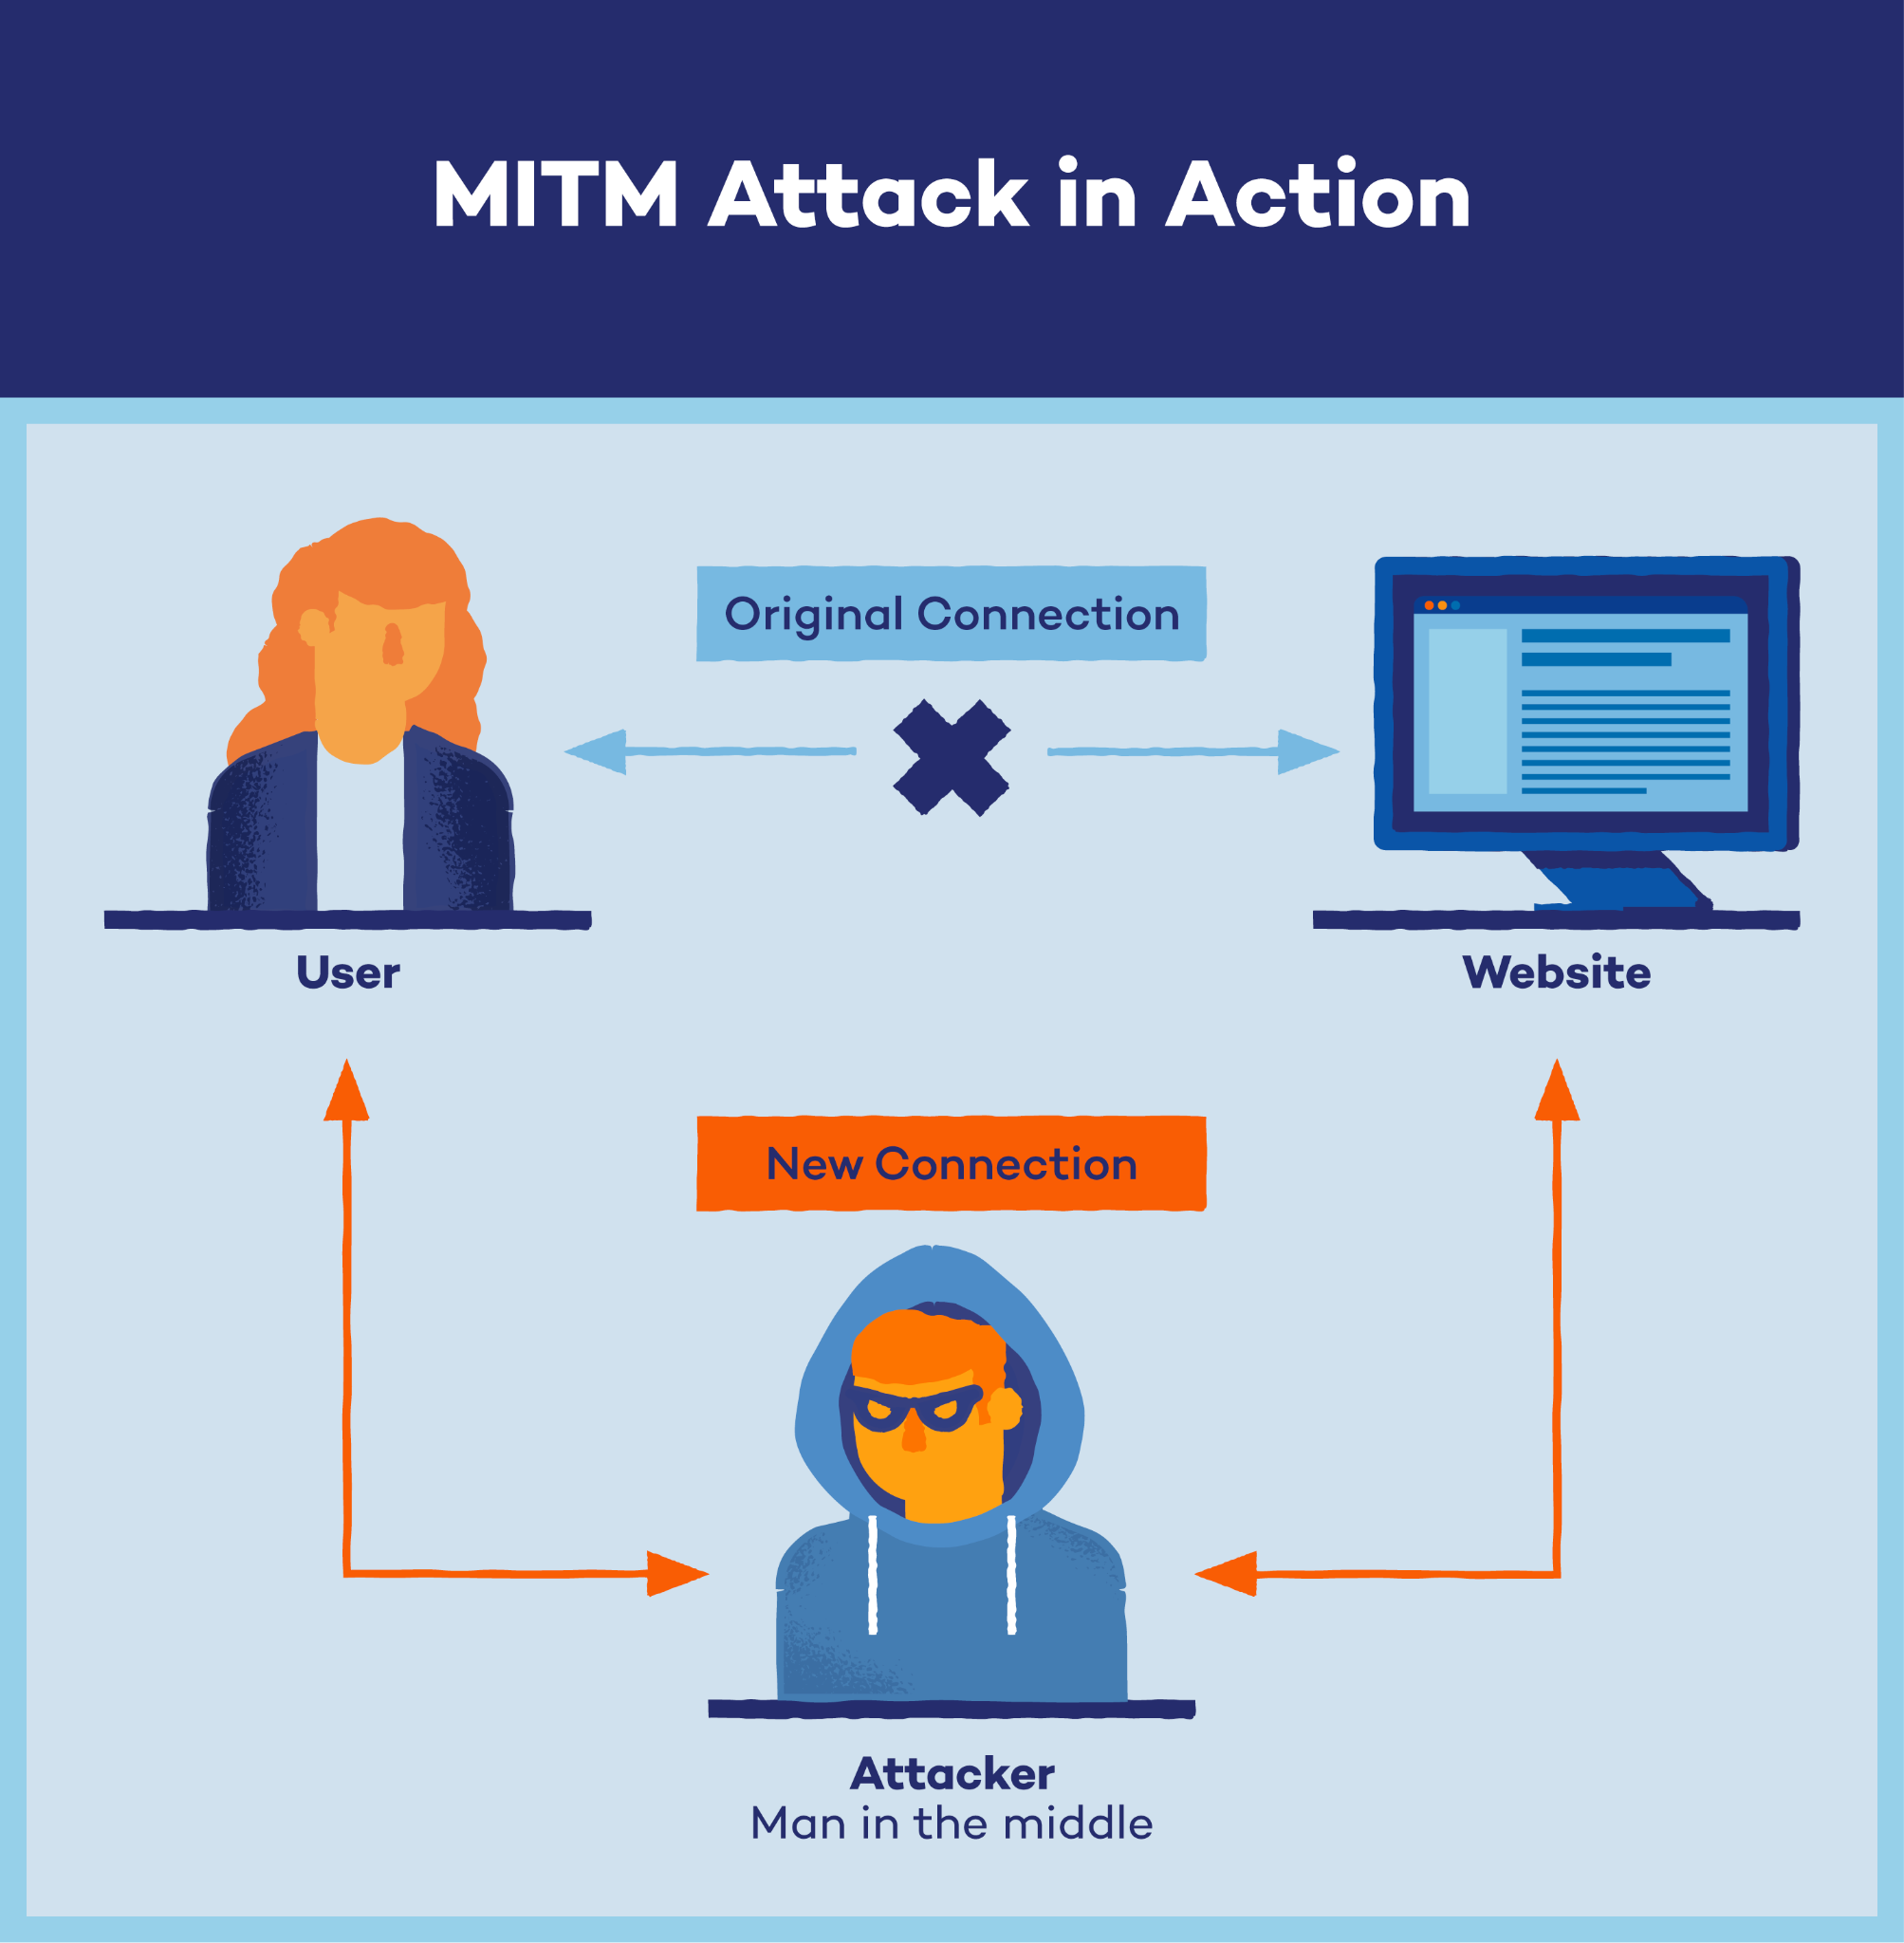 MITM Attack in Action
Original Connection
User
Website
New Connection
Attacker
Man in the middle